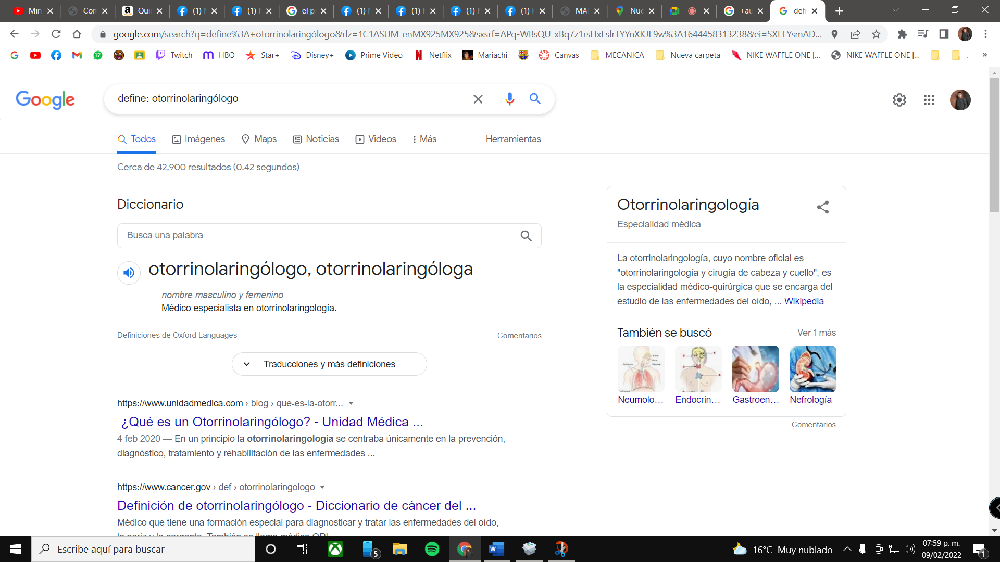 Min
Con
Qui
(1)
(1)
el p
(1)
(1)
(1)
(1)
MA
Nue
+au
defi
google.com/search?q=define%3A+otorrinolaringólogo&rlz=1C1ASUM_enMX925MX925&sxsrf=APq-WBsQU_xBq7z1rsHxEslrTYYnXKJF9w%3A1644458313238&ei=SXEEYsmAD...
Twitch
HBO
Star+
Disney+
Prime Video
Netflix
Mariachi
Canvas
MECANICA
Nueva carpeta
NIKE WAFFLE ONE |...
NIKE WAFFLE ONE |...
.
»
Google
define: otorrinolaringólogo
Todos
Imágenes
Maps
Noticias
Videos
Más
Herramientas
Cerca de 42,900 resultados (0.42 segundos)
Diccionario
Busca una palabra
otorrinolaringólogo, otorrinolaringóloga
nombre masculino y femenino
Médico especialista en otorrinolaringología.
Definiciones de Oxford Languages
Comentarios
Traducciones y más definiciones
https://www.unidadmedica.com › blog › que-es-la-otorr...
¿Qué es un Otorrinolaringólogo? - Unidad Médica ...
4 feb 2020 — En un principio la otorrinolaringología se centraba únicamente en la prevención,
diagnóstico, tratamiento y rehabilitación de las enfermedades ...
https://www.cancer.gov › def › otorrinolaringologo
Definición de otorrinolaringólogo - Diccionario de cáncer del ...
Médico que tiene una formación especial para diagnosticar y tratar las enfermedades del oído,
la nariz y la garganta. También se llama médico ORL.
Otorrinolaringología
Especialidad médica
La otorrinolaringología, cuyo nombre oficial es
"otorrinolaringología y cirugía de cabeza y cuello", es
la especialidad médico-quirúrgica que se encarga del
estudio de las enfermedades del oído, ... Wikipedia
También se buscó
Ver 1 más
Neumolo...
Endocrin...
Gastroen...
Nefrología
Comentarios
Escribe aquí para buscar
5
16°C Muy nublado
07:59 p. m.
09/02/2022
1